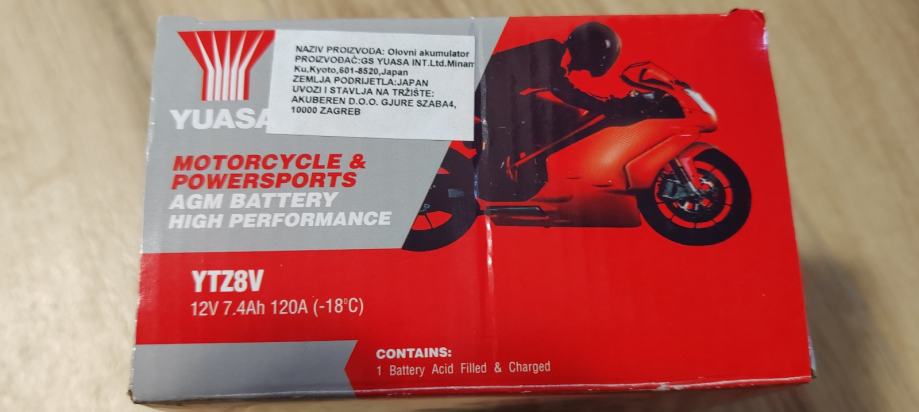 YUASA
NAZIV PROIZVODA: Olovni akumulator
PROIZVOĐAČ:GS YUASA INT.Ltd.Minam
Ku,Kyoto,601-8520,Japan
ZEMLJA PODRIJETLA:JAPAN
UVOZI I STAVLJA NA TRŽIŠTE:
AKUBEREN D.O.O. GJURE SZABA4,
10000 ZAGREB
MOTORCYCLE &
POWERSPORTS
AGM BATTERY
HIGH PERFORMANCE
YTZ8V
12V 7.4Ah 120A (-18°C)
CONTAINS:
1 Battery Acid Filled & Charged